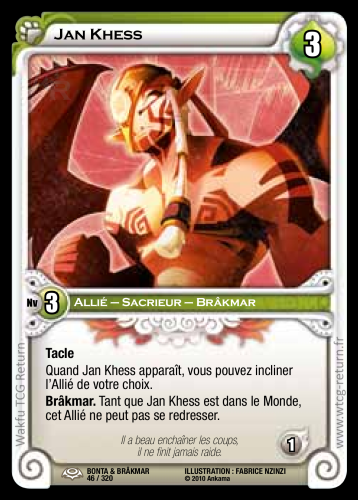 Jan Khess
3
Nv 3
Allié – Sacrieur – Brâkmar
Tacle
Quand Jan Khess apparaît, vous pouvez incliner
l'Allié de votre choix.
Brâkmar. Tant que Jan Khess est dans le Monde,
cet Allié ne peut pas se redresser.
Il a beau enchaîner les coups,
il ne finit jamais raide.
1
BONTA & BRÂKMAR
46 / 320
ILLUSTRATION : FABRICE NZINZI
© 2010 Ankama
Wakfu TCG Return
www.wtcg-return.fr